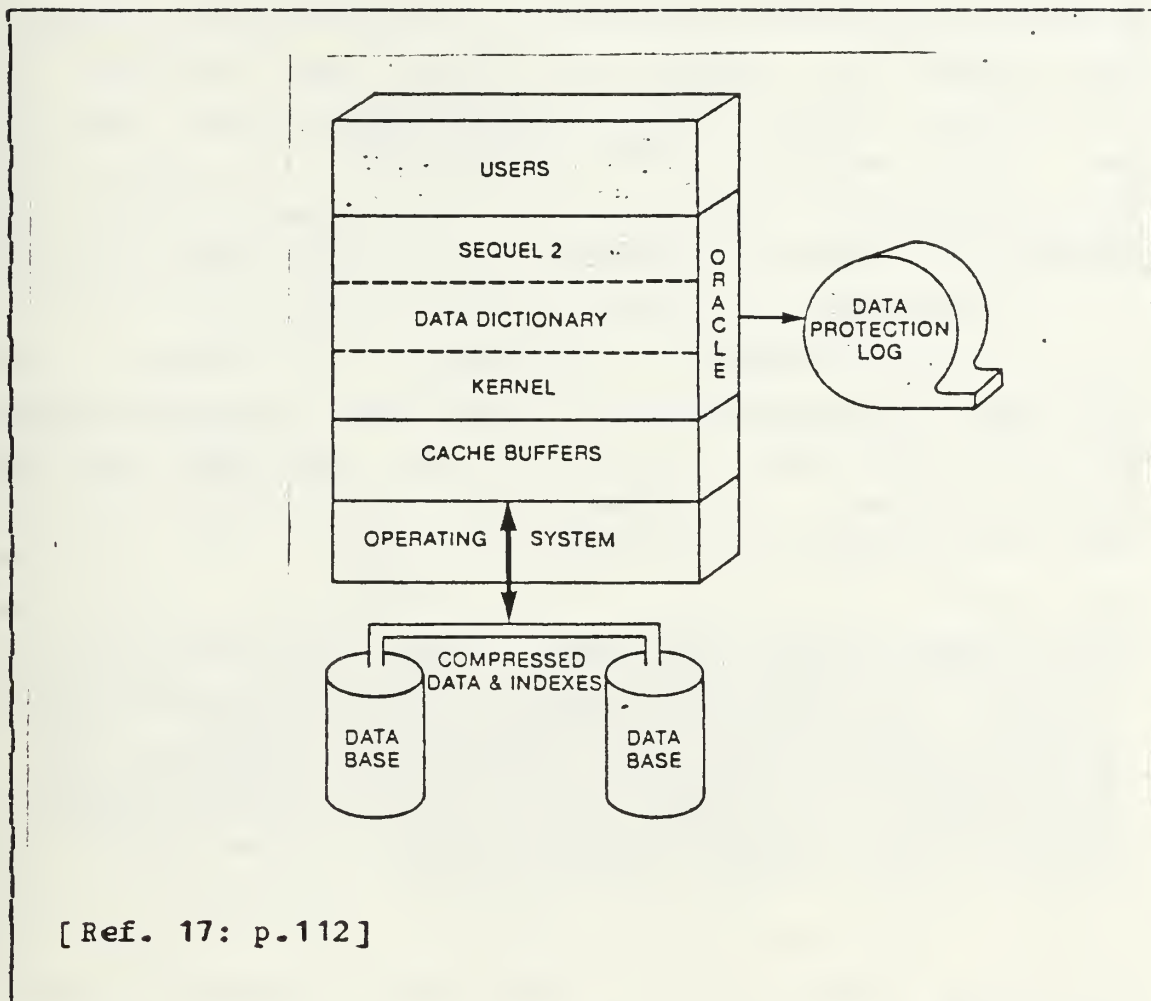 USERS
SEQUEL 2
DATA DICTIONARY
KERNEL
ORACLE
CACHE BUFFERS
OPERATING SYSTEM
DATA
PROTECTION
LOG
COMPRESSED
DATA & INDEXES
DATA
BASE
DATA
BASE
[Ref. 17: p.112]